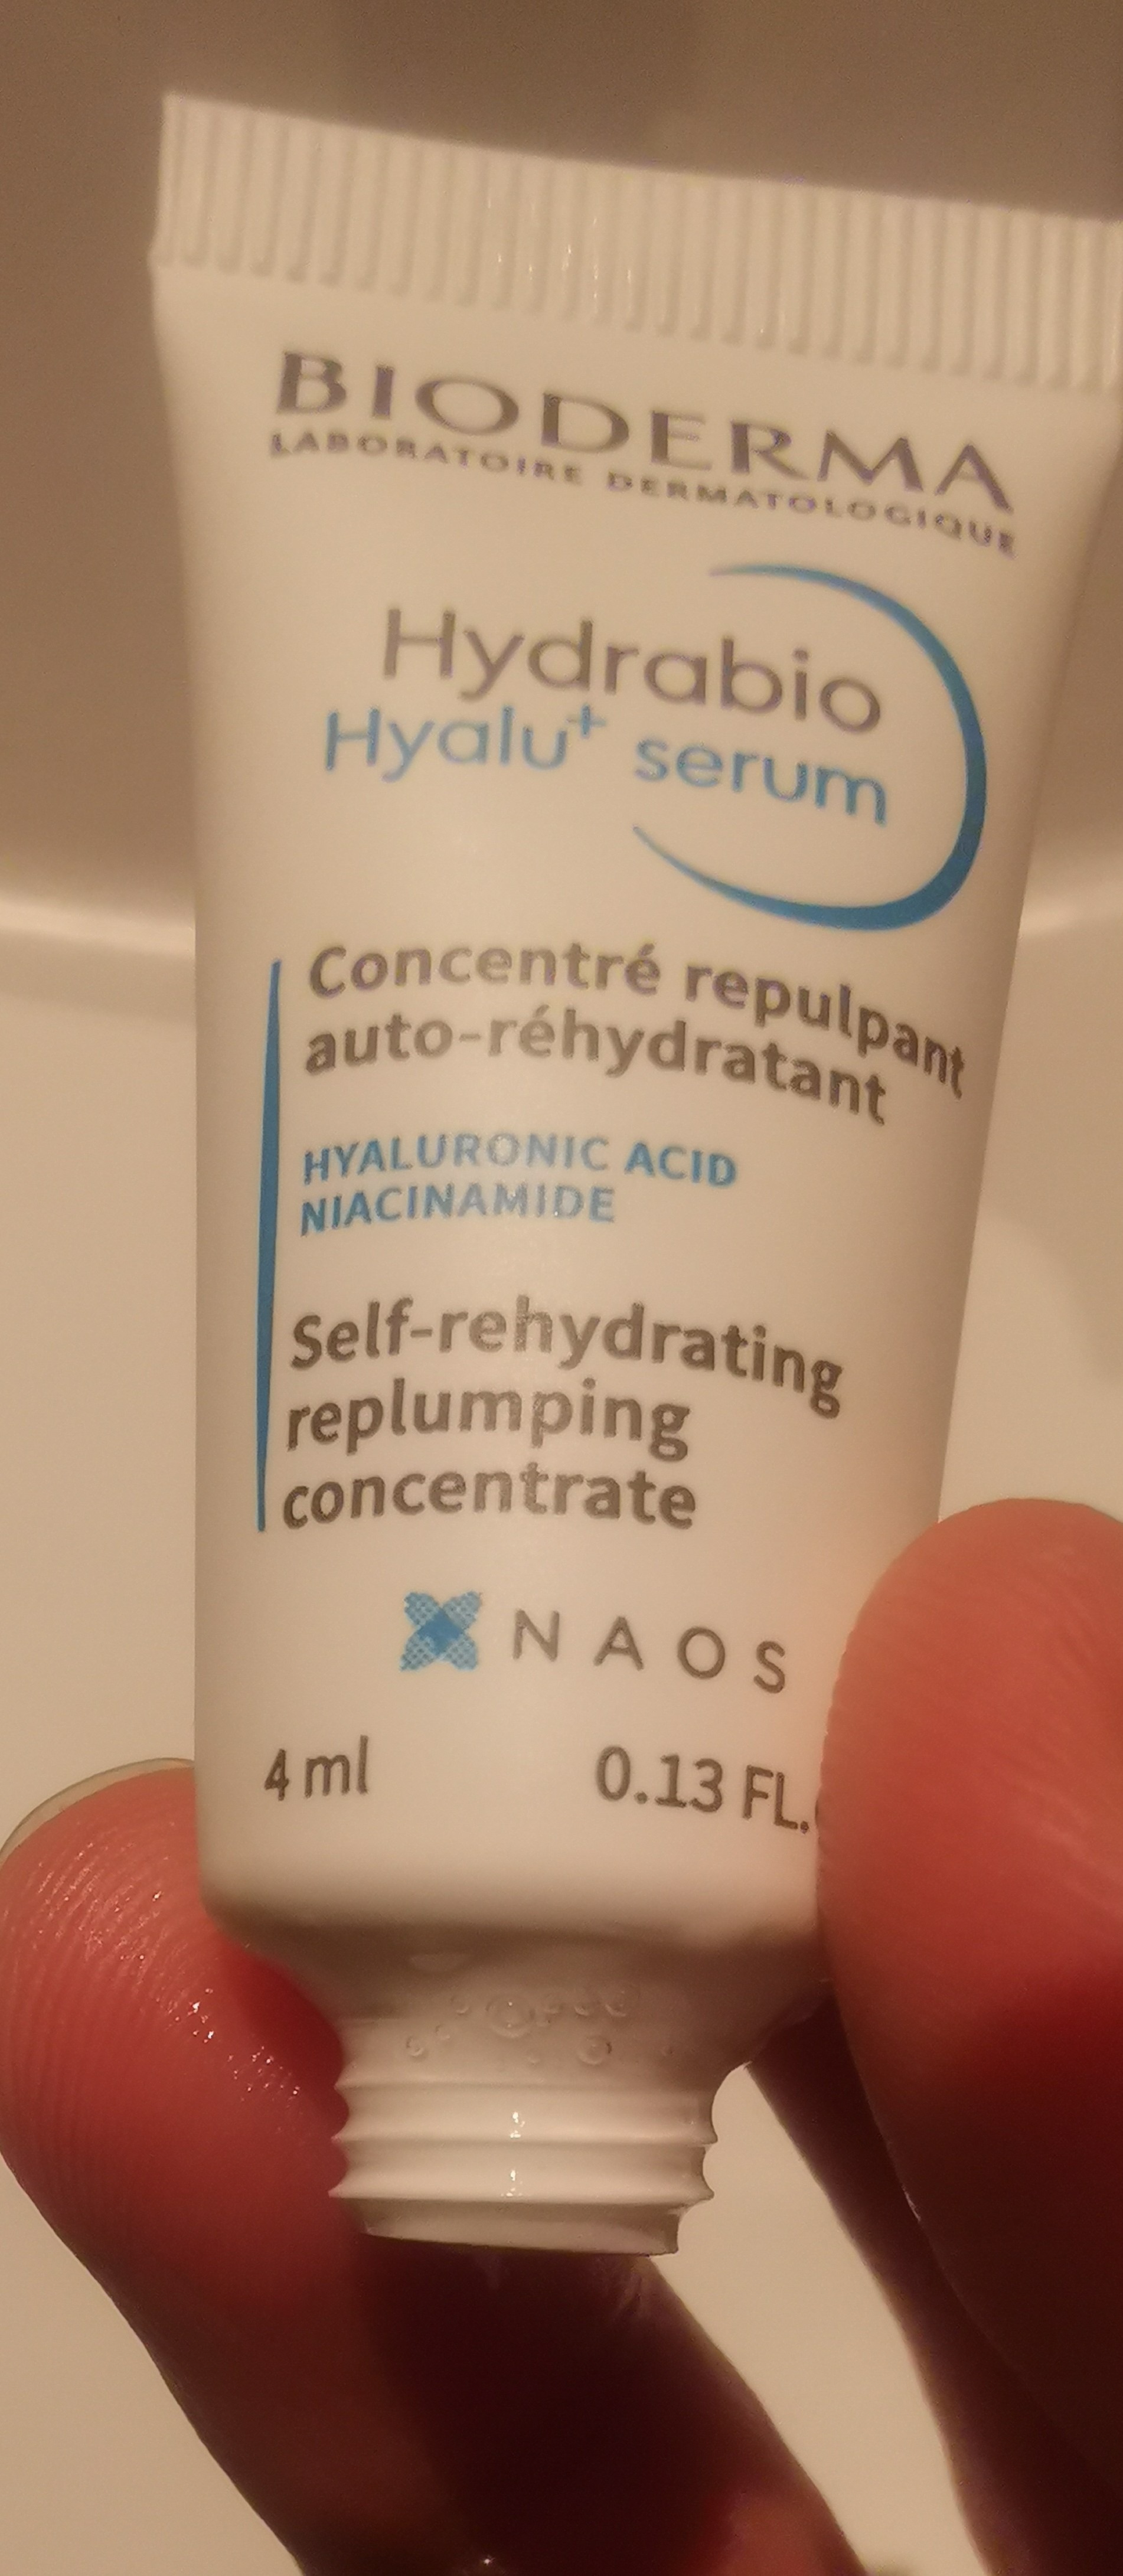 BIODERMA
LABORATOIRE DERMATOLOGIQUE
Hydrabio
Hyalu+ serum
Concentré repulpant
auto-réhydratant
HYALURONIC ACID
NIACINAMIDE
Self-rehydrating
replumping
concentrate
NAOS
4 ml 0.13 FL.